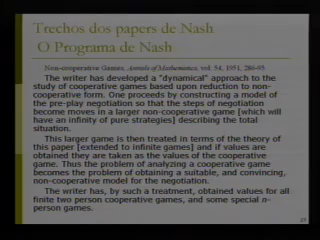 Trechos dos papers de Nash
O Programa de Nash
Non-cooperative Games, Annals of Mathematics, vol. 54, 1951, 286-95.
The writer has developed a "dynamical" approach to the
study of cooperative games based upon reduction to non-
cooperative form. One proceeds by constructing a model of
the pre-play negotiation so that the steps of negotiation
become moves in a larger non-cooperative game [which will
have an infinity of pure strategies] describing the total
situation.
This larger game is then treated in terms of the theory of
this paper [extended to infinite games] and if values are
obtained they are taken as the values of the cooperative
game. Thus the problem of analyzing a cooperative game
becomes the problem of obtaining a suitable, and convincing,
non-cooperative model for the negotiation.
The writer has, by such a treatment, obtained values for all
finite two person cooperative games, and some special n-
person games.